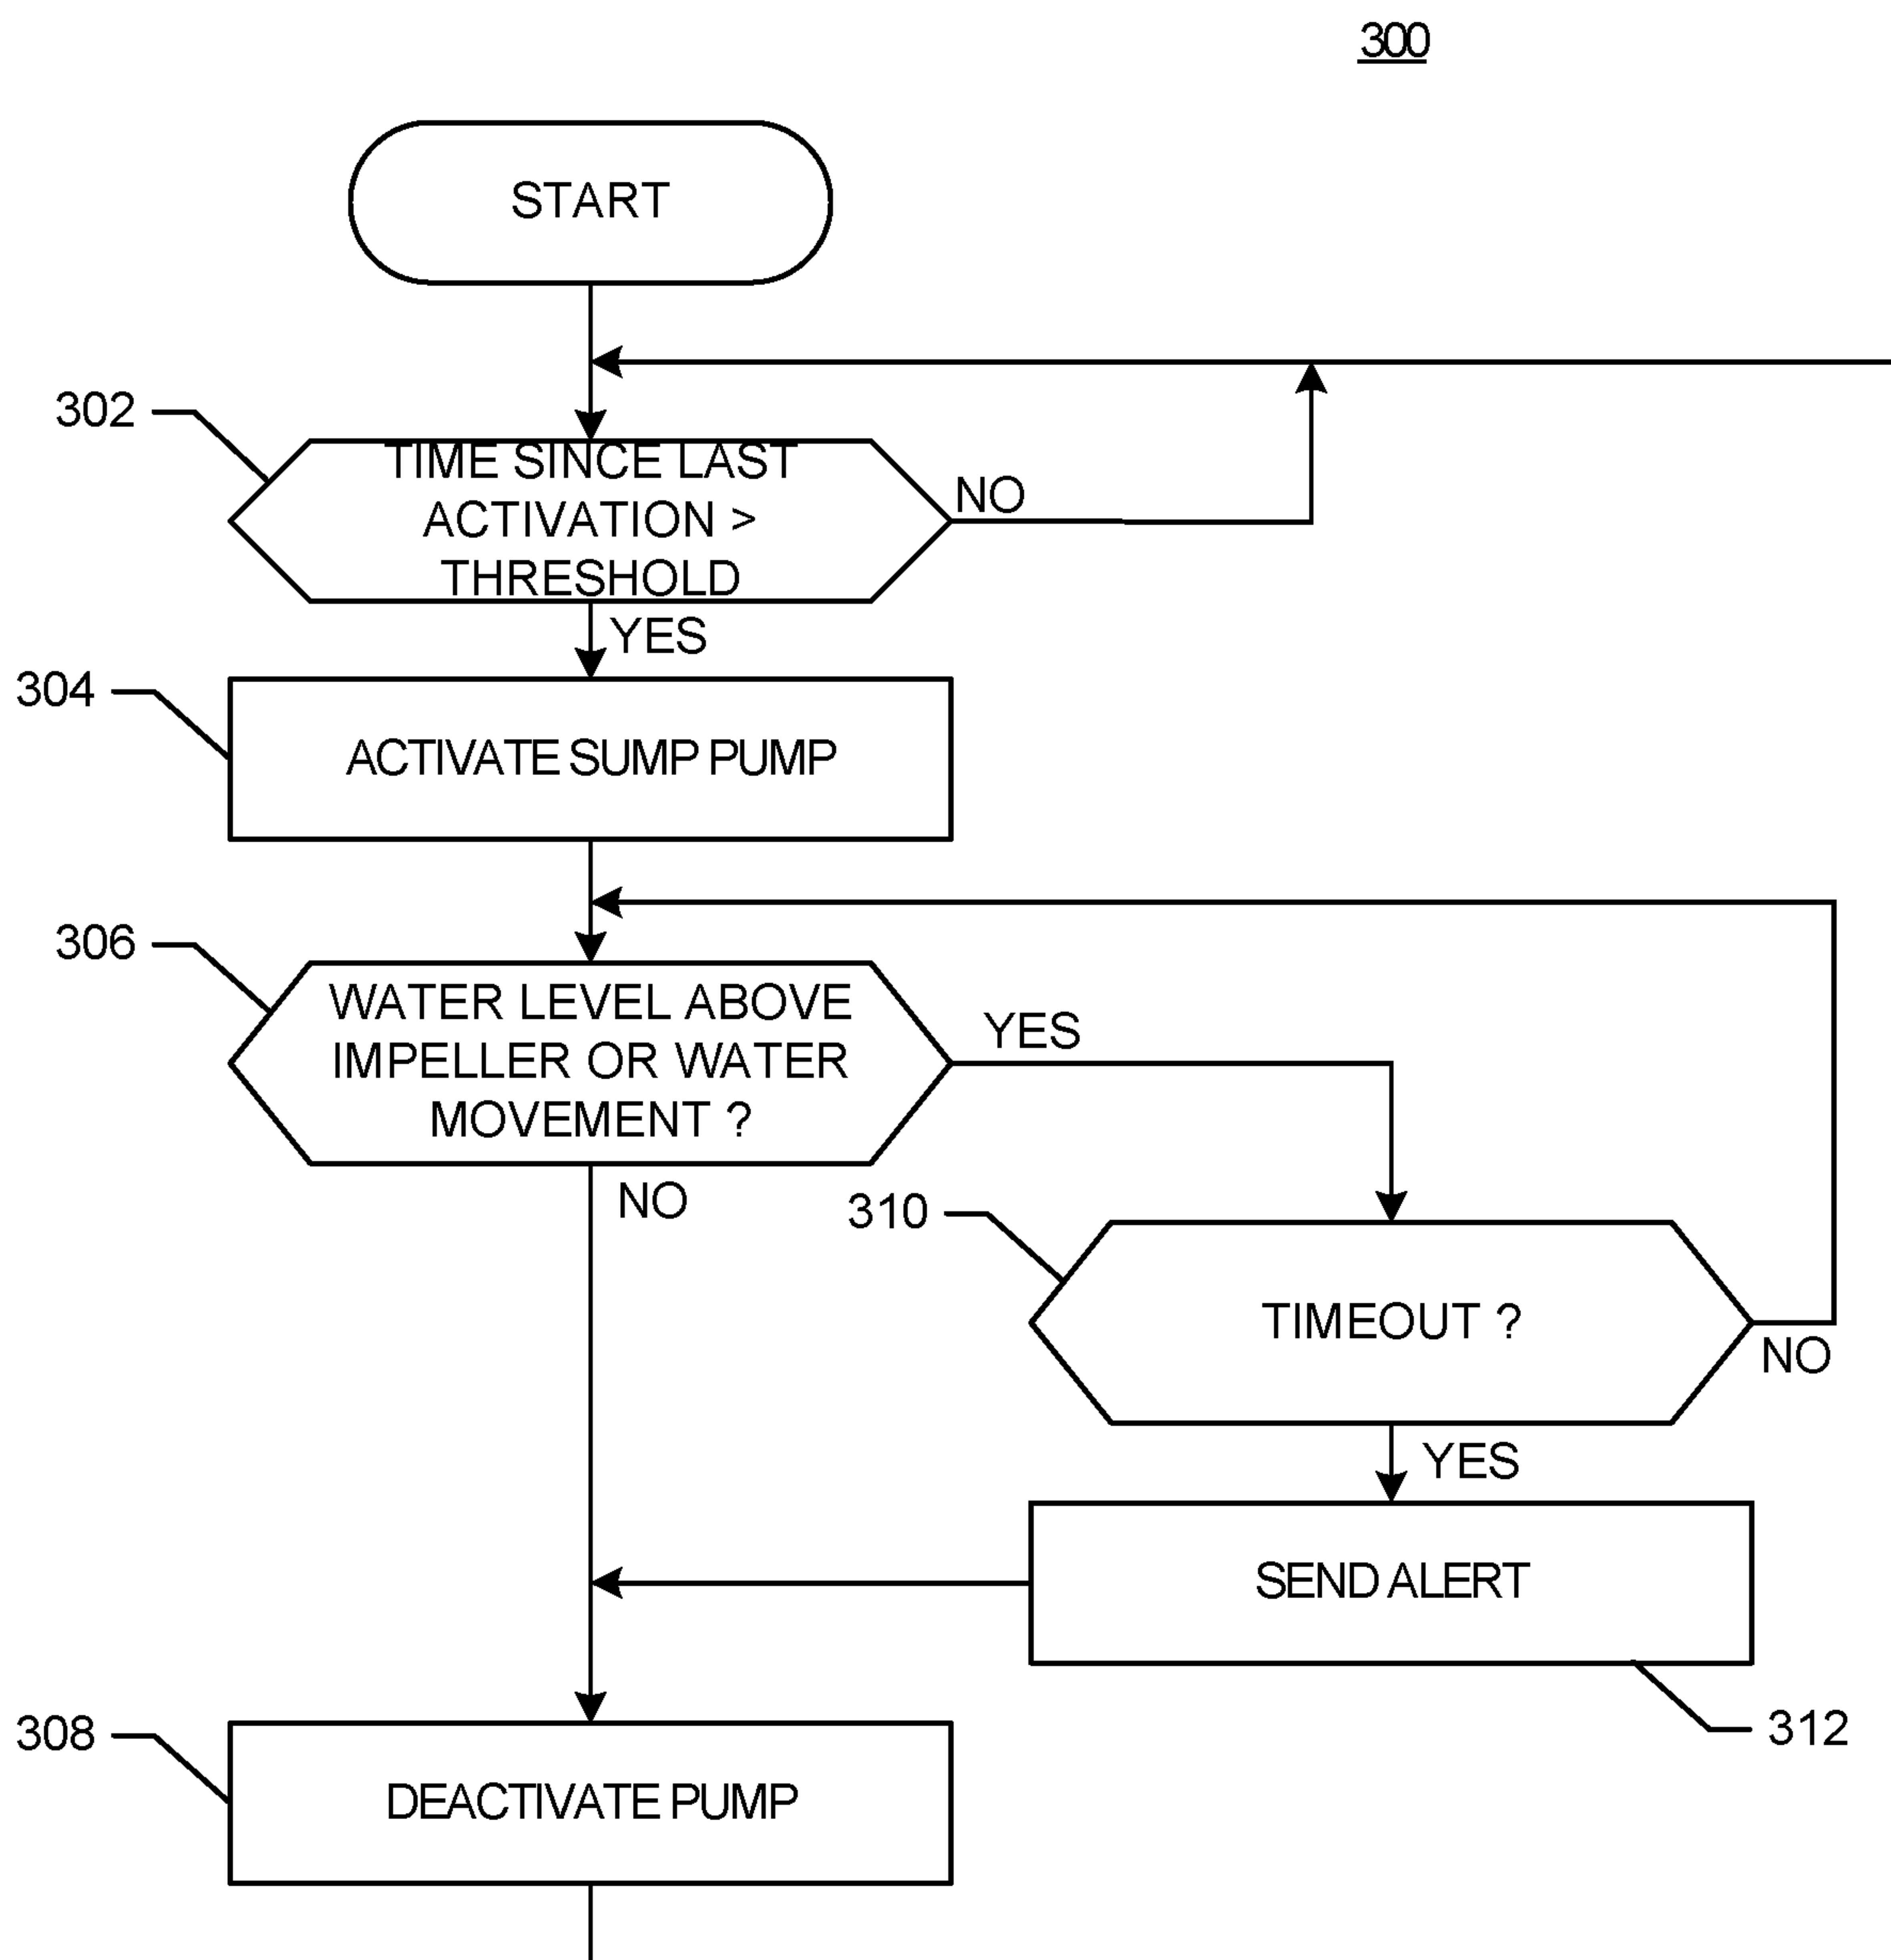 300
START
302
TIME SINCE LAST
ACTIVATION >
THRESHOLD
NO
YES
304
ACTIVATE SUMP PUMP
306
WATER LEVEL ABOVE
IMPELLER OR WATER
MOVEMENT ?
YES
NO
310
TIMEOUT ?
NO
YES
SEND ALERT
312
308
DEACTIVATE PUMP